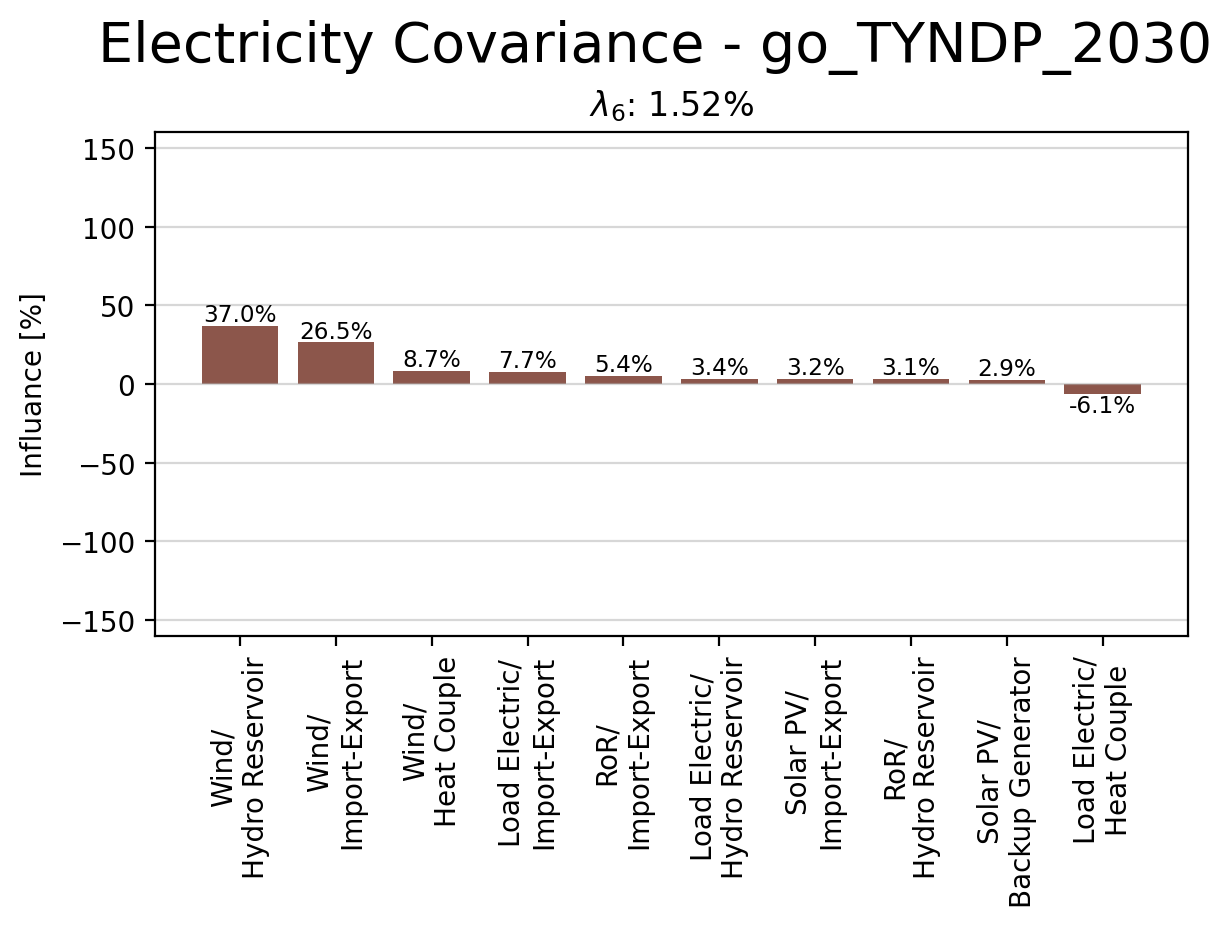 Electricity Covariance - go_TYNDP_2030
λ6: 1.52%
Influance [%]
150
100
50
0
−50
−100
−150
37.0%
26.5%
8.7%
7.7%
5.4%
3.4%
3.2%
3.1%
2.9%
-6.1%
Wind/
Hydro Reservoir
Wind/
Import-Export
Wind/
Heat Couple
Load Electric/
Import-Export
RoR/
Import-Export
Load Electric/
Hydro Reservoir
Solar PV/
Import-Export
RoR/
Hydro Reservoir
Solar PV/
Backup Generator
Load Electric/
Heat Couple